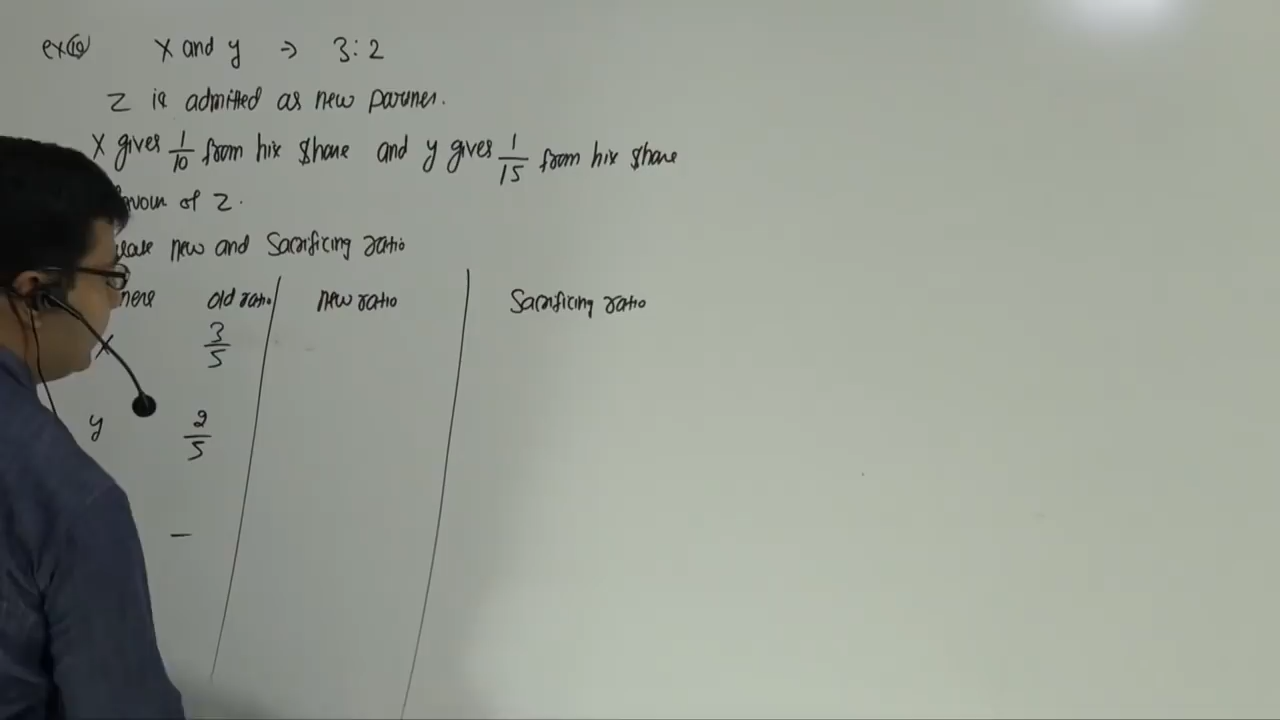 ex(10) X and y → 3:2
Z is admitted as new partner.
X gives 1/10 from his share and y gives 1/15 from his share
of Z.
new and Sacrificing ratio
old ratio new ratio Sacrificing ratio
X 3/5
y 2/5
—